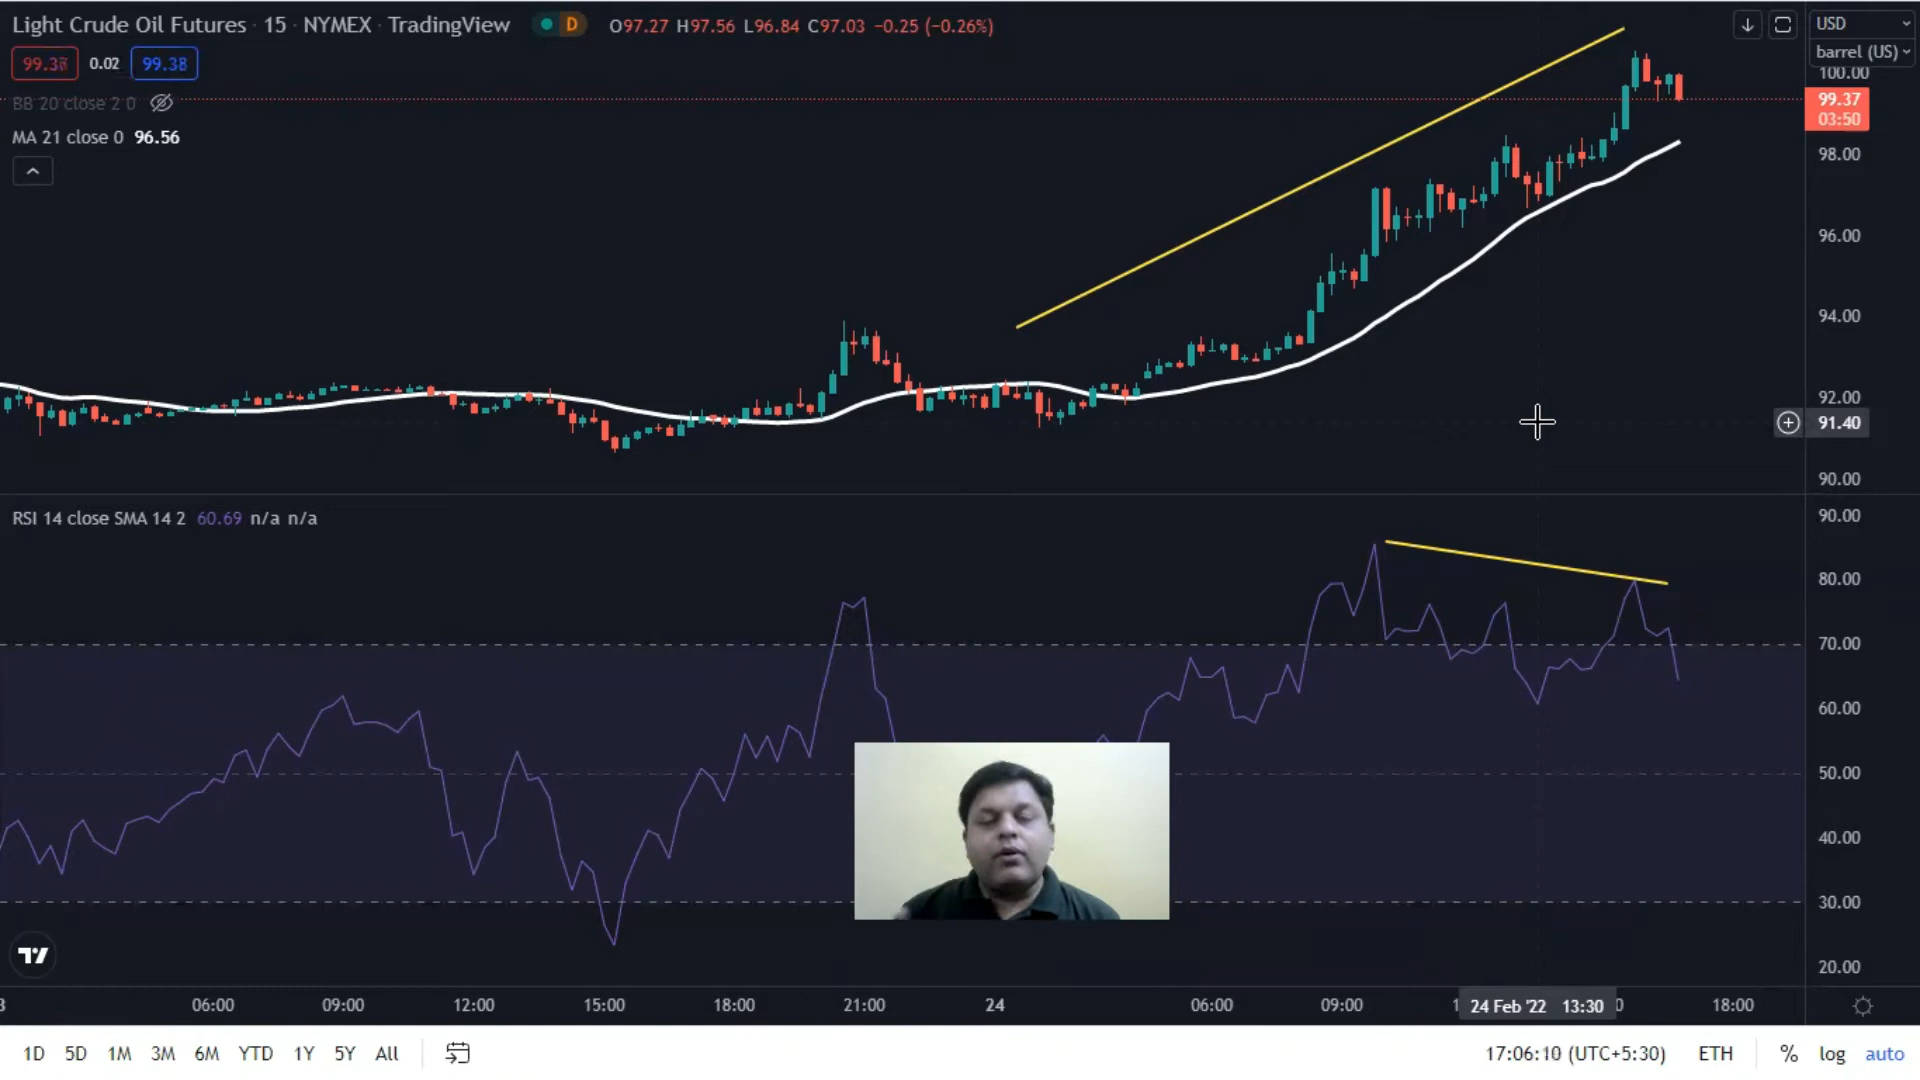 Light Crude Oil Futures · 15 · NYMEX · TradingView D O97.27 H97.56 L96.84 C97.03 −0.25 (−0.26%)
USD
barrel (US)
0.02 99.38
BB 20 close 2 0
MA 21 close 0 96.56
100.00
99.37
03:50
98.00
96.00
94.00
92.00
91.40
90.00
RSI 14 close SMA 14 2 60.69 n/a n/a
90.00
80.00
70.00
60.00
50.00
40.00
30.00
20.00
06:00 09:00 12:00 15:00 18:00 21:00 24 06:00 09:00 24 Feb '22 13:30 18:00
1D 5D 1M 3M 6M YTD 1Y 5Y All 17:06:10 (UTC+5:30) ETH % log auto